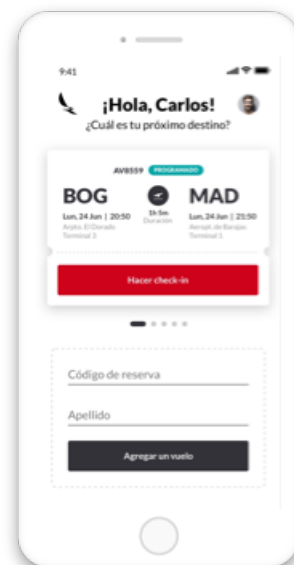 9:41
¡Hola, Carlos!
¿Cuál es tu próximo destino?
AV8559 PROGRAMADO
BOG MAD
Lun, 24 Jun | 20:50 1h 5m Lun, 24 Jun | 21:50
Arpto. El Dorado Duración Aeropt. de Barajas
Terminal 3 Terminal 1
Hacer check-in
Código de reserva
Apellido
Agregar un vuelo